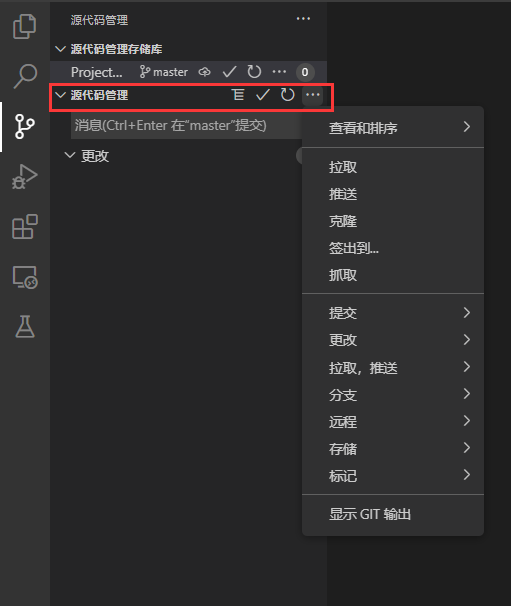 源代码管理
源代码管理存储库
Project... master 0
源代码管理
消息(Ctrl+Enter 在“master”提交)
更改
查看和排序
拉取
推送
克隆
签出到...
抓取
提交
更改
拉取，推送
分支
远程
存储
标记
显示 GIT 输出